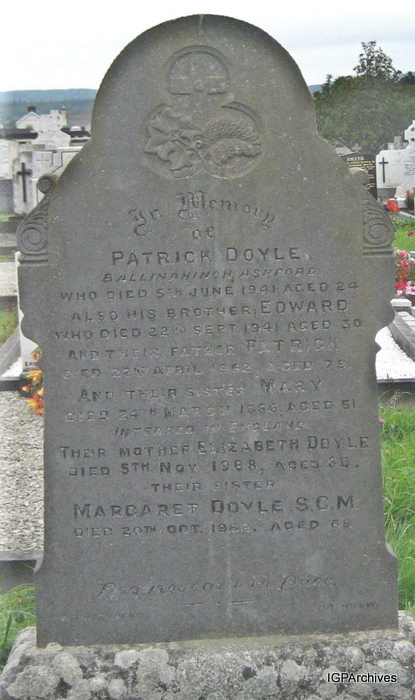 In Memory
of
PATRICK DOYLE
BALLINAHINCH, ASHFORD
WHO DIED 5TH JUNE 1941 AGED 24
ALSO HIS BROTHER EDWARD
WHO DIED 22ND SEPT 1941 AGED 30
AND THEIR FATHER PATRICK
DIED 22ND APRIL 1962 AGED 75.
AND THEIR SISTER MARY
DIED 24TH MARCH 1966, AGED 51
INTERRED IN ENGLAND.
THEIR MOTHER ELIZABETH DOYLE
DIED 5TH NOV 1968, AGED
THEIR SISTER
MARGARET DOYLE S.C.M
DIED 20TH OCT. AGED 69
Requiescant in Pace.
IGPArchives